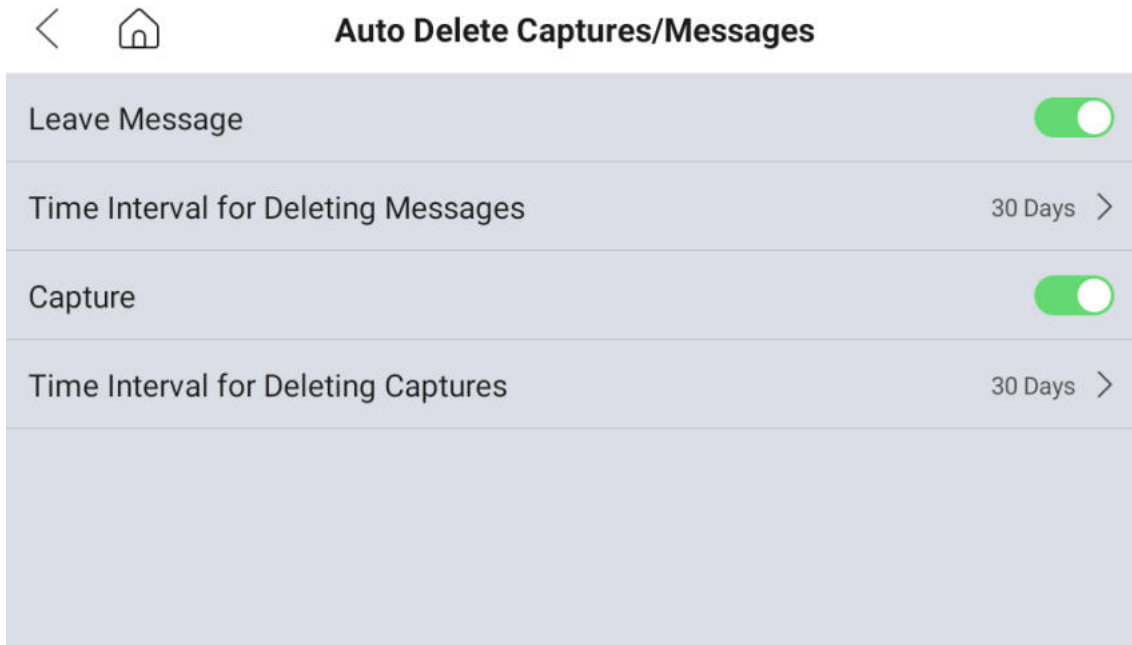 Auto Delete Captures/Messages
Leave Message
Time Interval for Deleting Messages 30 Days
Capture
Time Interval for Deleting Captures 30 Days